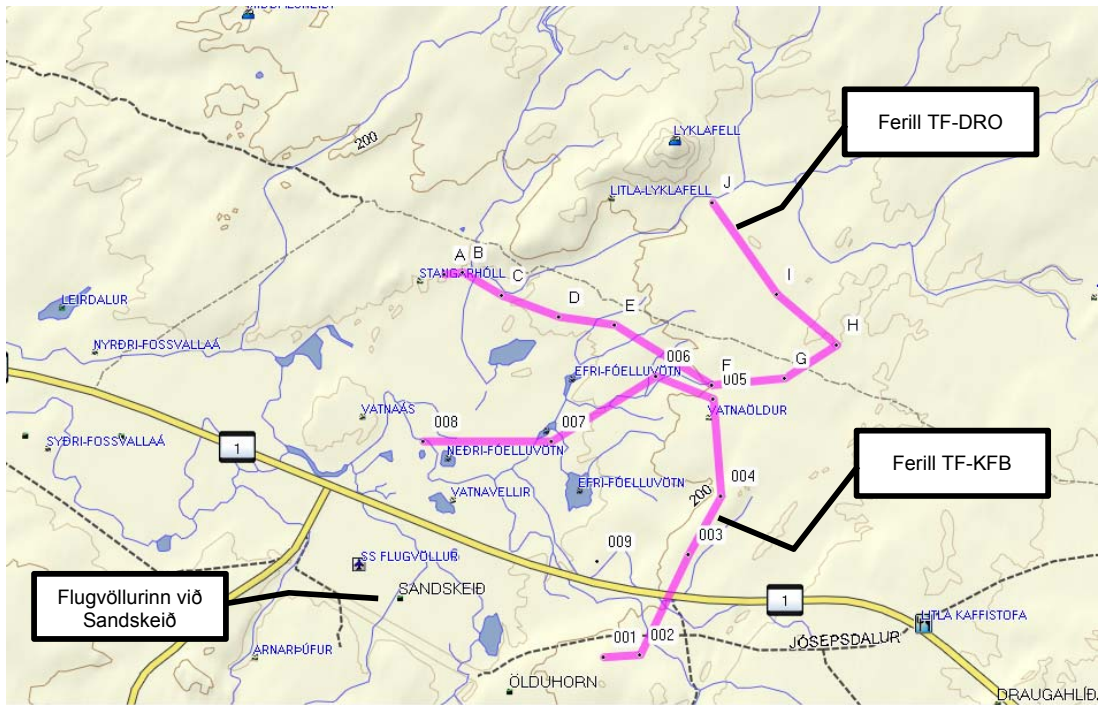 200
LYKLAFELL
Ferill TF-DRO
LITLA-LYKLAFELL
J
A
B
STANGARHÓLL
C
I
LEIRDALUR
D
E
H
NYRÐRI-FOSSVALLAÁ
006
F
G
EFRI-FÓELLUVÖTN
U05
VATNAÁS
008
007
VATNAÖLDUR
1
SYÐRI-FOSSVALLAÁ
NEÐRI-FÓELLUVÖTN
Ferill TF-KFB
004
200
EFRI-FÓELLUVÖTN
VATNAVELLIR
009
003
SS FLUGVÖLLUR
Flugvöllurinn við
Sandskeið
SANDSKEIÐ
1
LITLA KAFFISTOFA
001
002
JÓSEPSDALUR
ARNARÞÚFUR
ÖLDUHORN
DRAUGAHLÍÐ